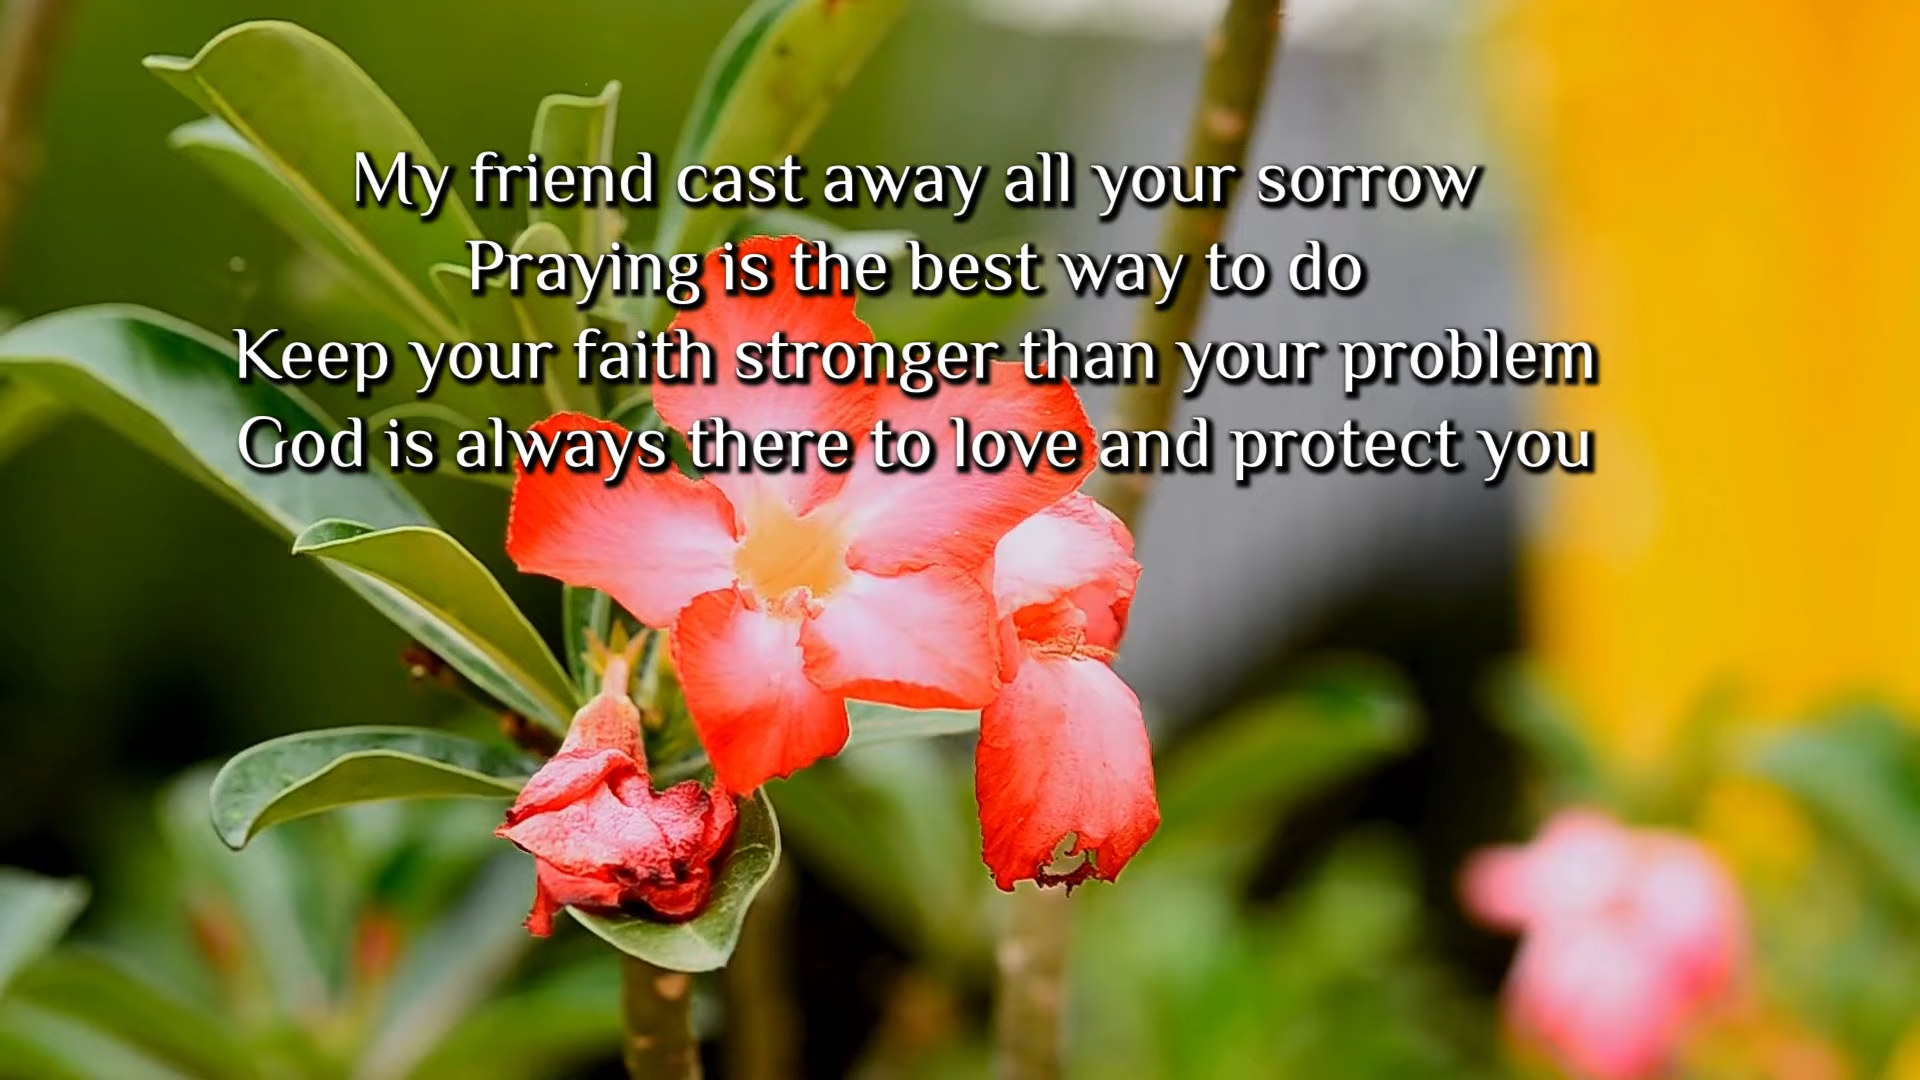 My friend cast away all your sorrow
Praying is the best way to do
Keep your faith stronger than your problem
God is always there to love and protect you